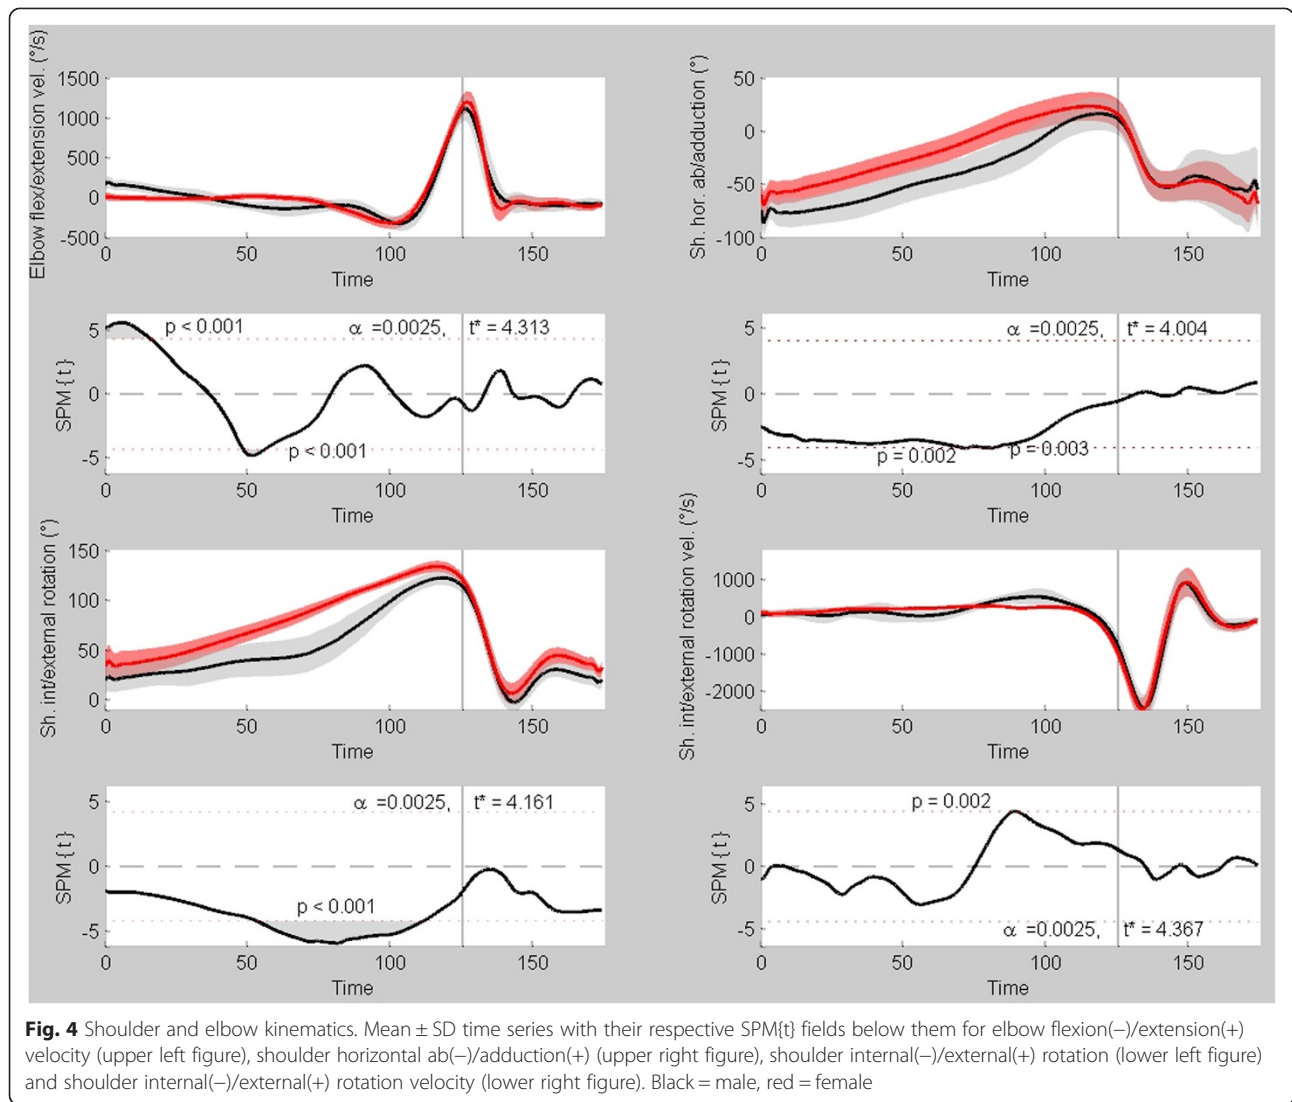 Elbow flex/extension vel. (°/s)
1500
1000
500
0
-500
0 50 100 150
Time
Sh. hor. ab/adduction (°)
50
0
-50
-100
0 50 100 150
Time
SPM{t}
5
0
-5
p < 0.001
α =0.0025, t* = 4.313
p < 0.001
0 50 100 150
Time
SPM{t}
5
0
-5
α =0.0025, t* = 4.004
p = 0.002
p = 0.003
0 50 100 150
Time
Sh. int/external rotation (°)
150
100
50
0
0 50 100 150
Time
Sh. int/external rotation vel. (°/s)
1000
0
-1000
-2000
0 50 100 150
Time
SPM{t}
5
0
-5
α =0.0025, t* = 4.161
p < 0.001
0 50 100 150
Time
SPM{t}
5
0
-5
p = 0.002
α =0.0025, t* = 4.367
0 50 100 150
Time
Fig. 4 Shoulder and elbow kinematics. Mean ± SD time series with their respective SPM{t} fields below them for elbow flexion(−)/extension(+)
velocity (upper left figure), shoulder horizontal ab(−)/adduction(+) (upper right figure), shoulder internal(−)/external(+) rotation (lower left figure)
and shoulder internal(−)/external(+) rotation velocity (lower right figure). Black = male, red = female